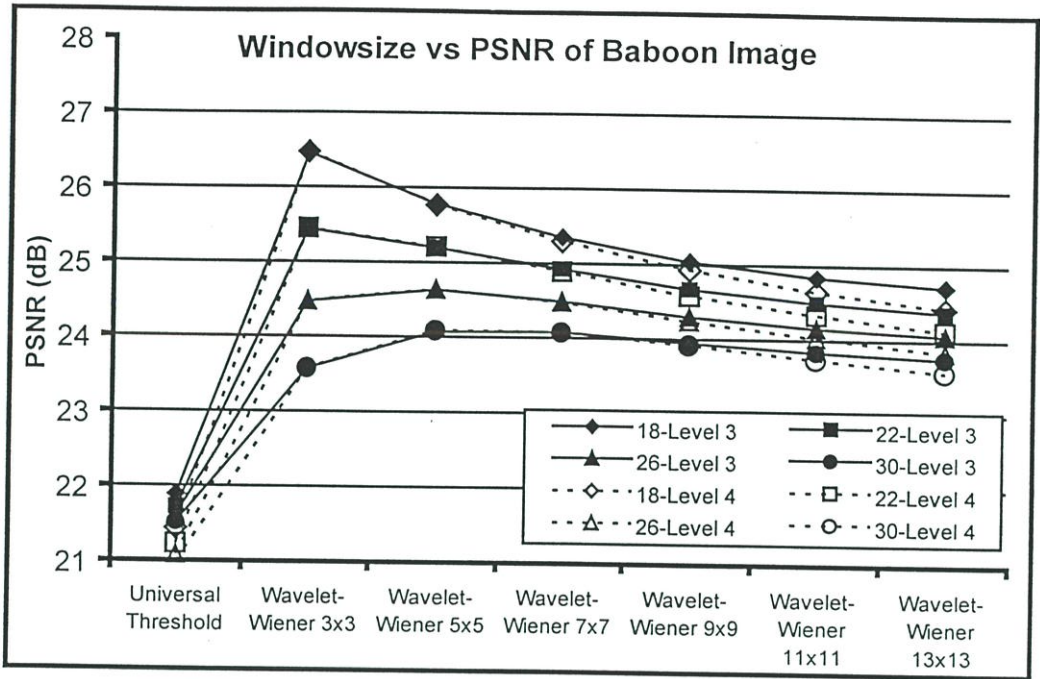 Windowsize vs PSNR of Baboon Image
PSNR (dB)
28
27
26
25
24
23
22
21
18-Level 3
22-Level 3
26-Level 3
30-Level 3
18-Level 4
22-Level 4
26-Level 4
30-Level 4
Universal
Threshold
Wavelet-
Wiener 3x3
Wavelet-
Wiener 5x5
Wavelet-
Wiener 7x7
Wavelet-
Wiener 9x9
Wavelet-
Wiener
11x11
Wavelet-
Wiener
13x13